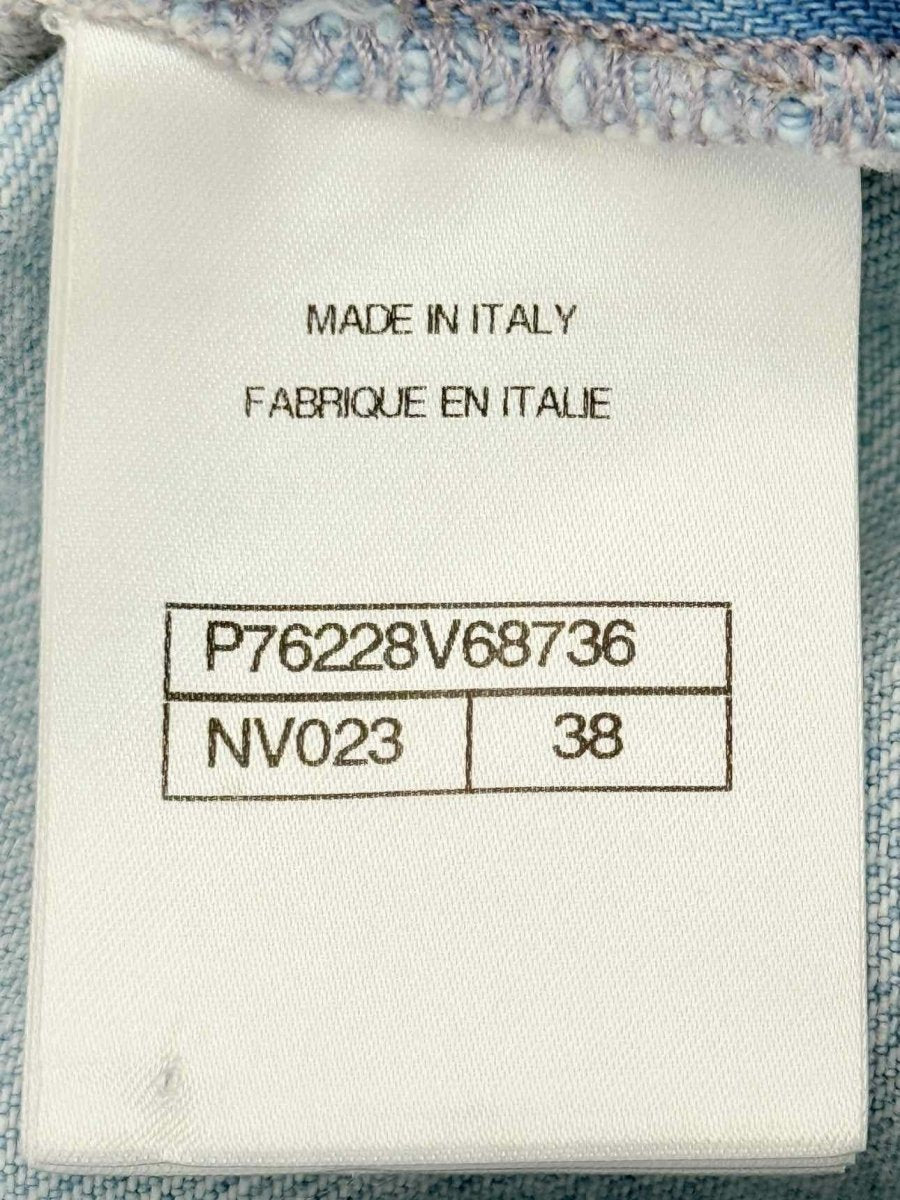 MADE IN ITALY
FABRIQUE EN ITALIE
P76228V68736
NV023 38